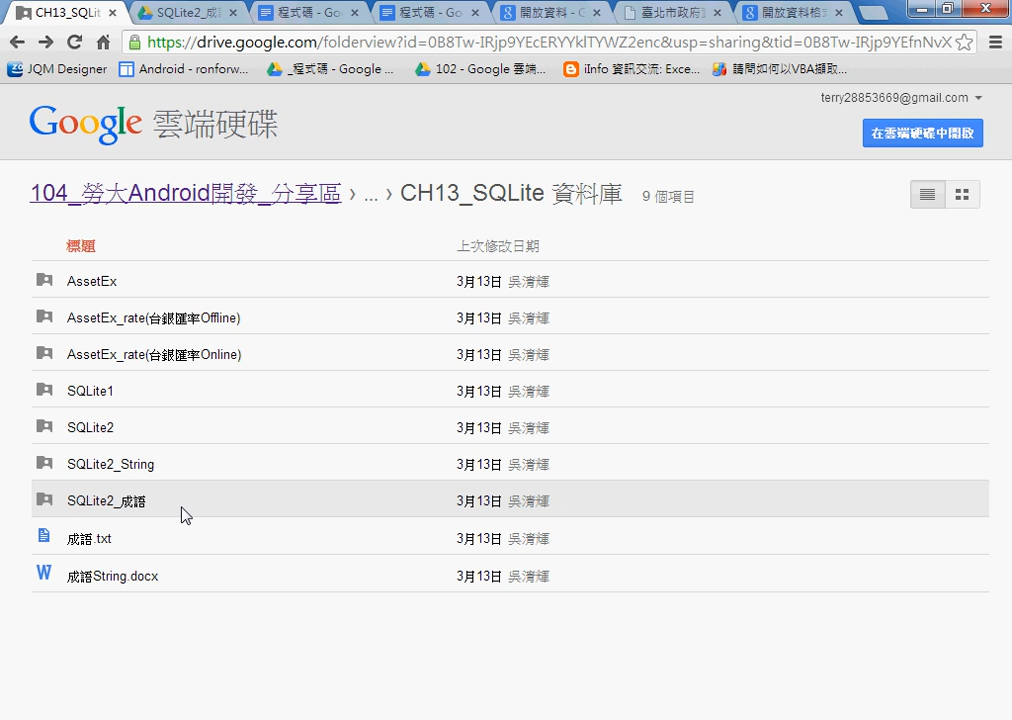 CH13_SQLit
SQLite2_成
程式碼 - Go
程式碼 - Go
開放資料 - G
臺北市政府
開放資料格
https://drive.google.com/folderview?id=0B8Tw-IRjp9YEcERYYklTYWZ2enc&usp=sharing&tid=0B8Tw-IRjp9YEfnNvX
JQM Designer
Android - ronforw...
_程式碼 - Google ...
102 - Google 雲端...
iInfo 資訊交流: Exce...
請問如何以VBA擷取...
terry28853669@gmail.com
Google 雲端硬碟
在雲端硬碟中開啟
104_勞大Android開發_分享區 › ... › CH13_SQLite 資料庫 9 個項目
標題 上次修改日期
AssetEx 3月13日 吳清輝
AssetEx_rate(台銀匯率Offline) 3月13日 吳清輝
AssetEx_rate(台銀匯率Online) 3月13日 吳清輝
SQLite1 3月13日 吳清輝
SQLite2 3月13日 吳清輝
SQLite2_String 3月13日 吳清輝
SQLite2_成語 3月13日 吳清輝
成語.txt 3月13日 吳清輝
W 成語String.docx 3月13日 吳清輝